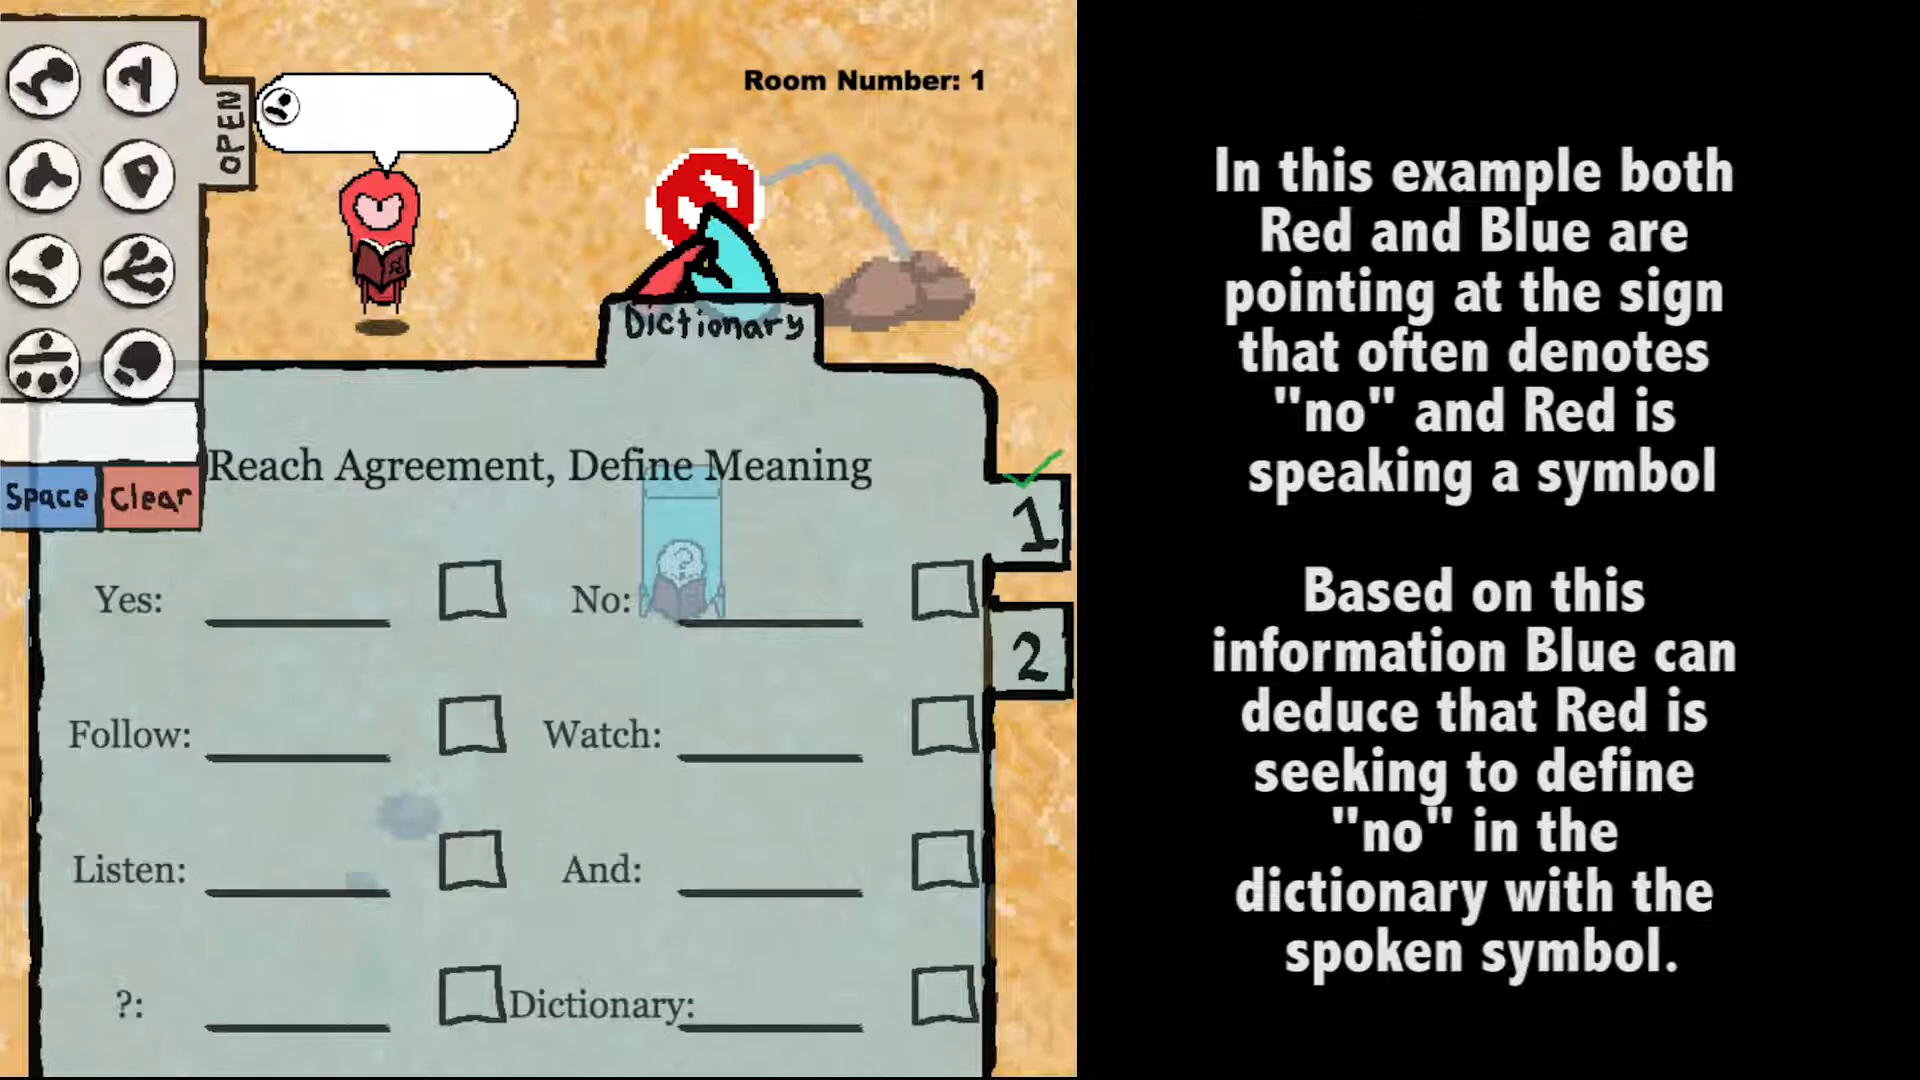 OPEN
Room Number: 1
Dictionary
Space Clear
Reach Agreement, Define Meaning
1
2
Yes:
No:
Follow:
Watch:
Listen:
And:
?:
Dictionary:
In this example both
Red and Blue are
pointing at the sign
that often denotes
"no" and Red is
speaking a symbol
Based on this
information Blue can
deduce that Red is
seeking to define
"no" in the
dictionary with the
spoken symbol.